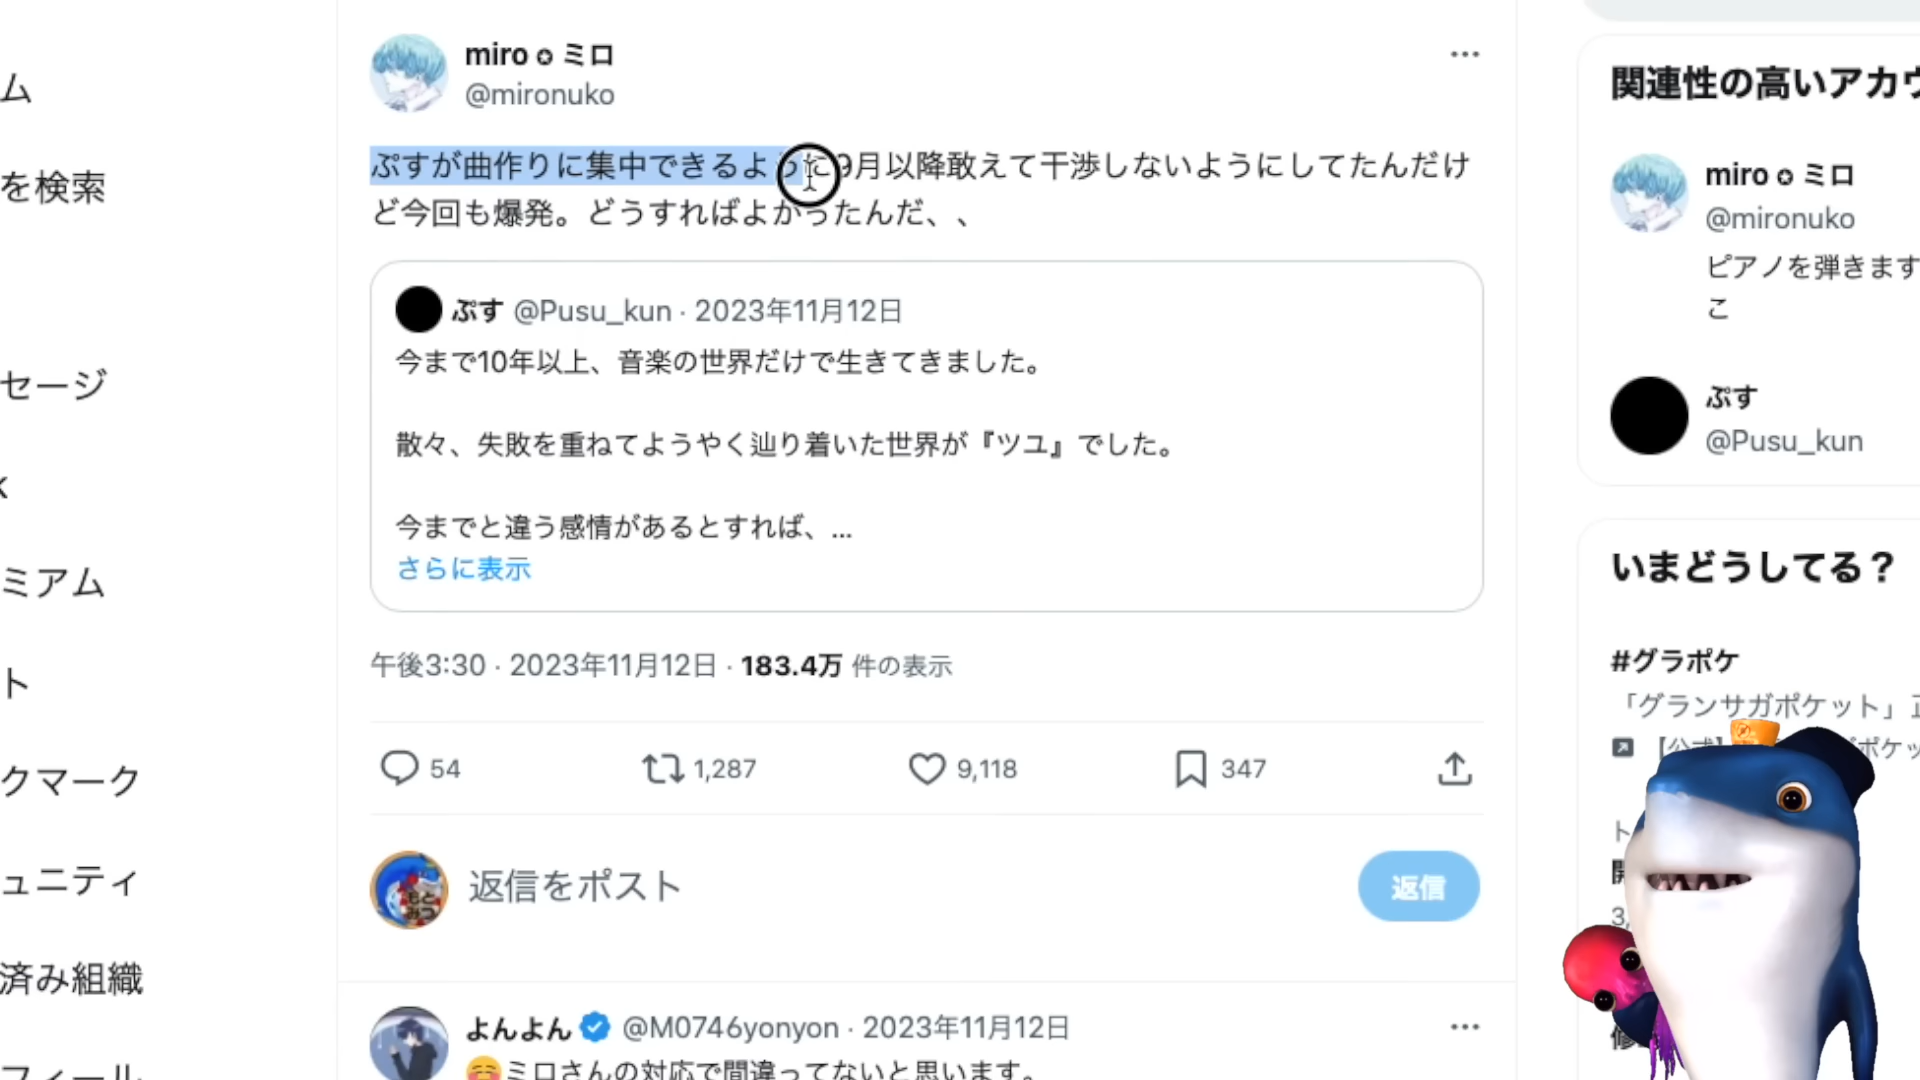 ム
を検索
セージ
ミアム
ト
クマーク
ュニティ
済み組織
フィール
miro ✪ ミロ
@mironuko
ぷすが曲作りに集中できるように9月以降敢えて干渉しないようにしてたんだけ
ど今回も爆発。どうすればよかったんだ、、
ぷす @Pusu_kun · 2023年11月12日
今まで10年以上、音楽の世界だけで生きてきました。
散々、失敗を重ねてようやく辿り着いた世界が『ツユ』でした。
今までと違う感情があるとすれば、...
さらに表示
午後3:30 · 2023年11月12日 · 183.4万 件の表示
54 1,287 9,118 347
もと
みつ
返信をポスト
返信
よんよん @M0746yonyon · 2023年11月12日
ミロさんの対応で間違ってないと思います。
関連性の高いアカウ
miro ✪ ミロ
@mironuko
ピアノを弾きます
こ
ぷす
@Pusu_kun
いまどうしてる？
#グラポケ
「グランサガポケット」正